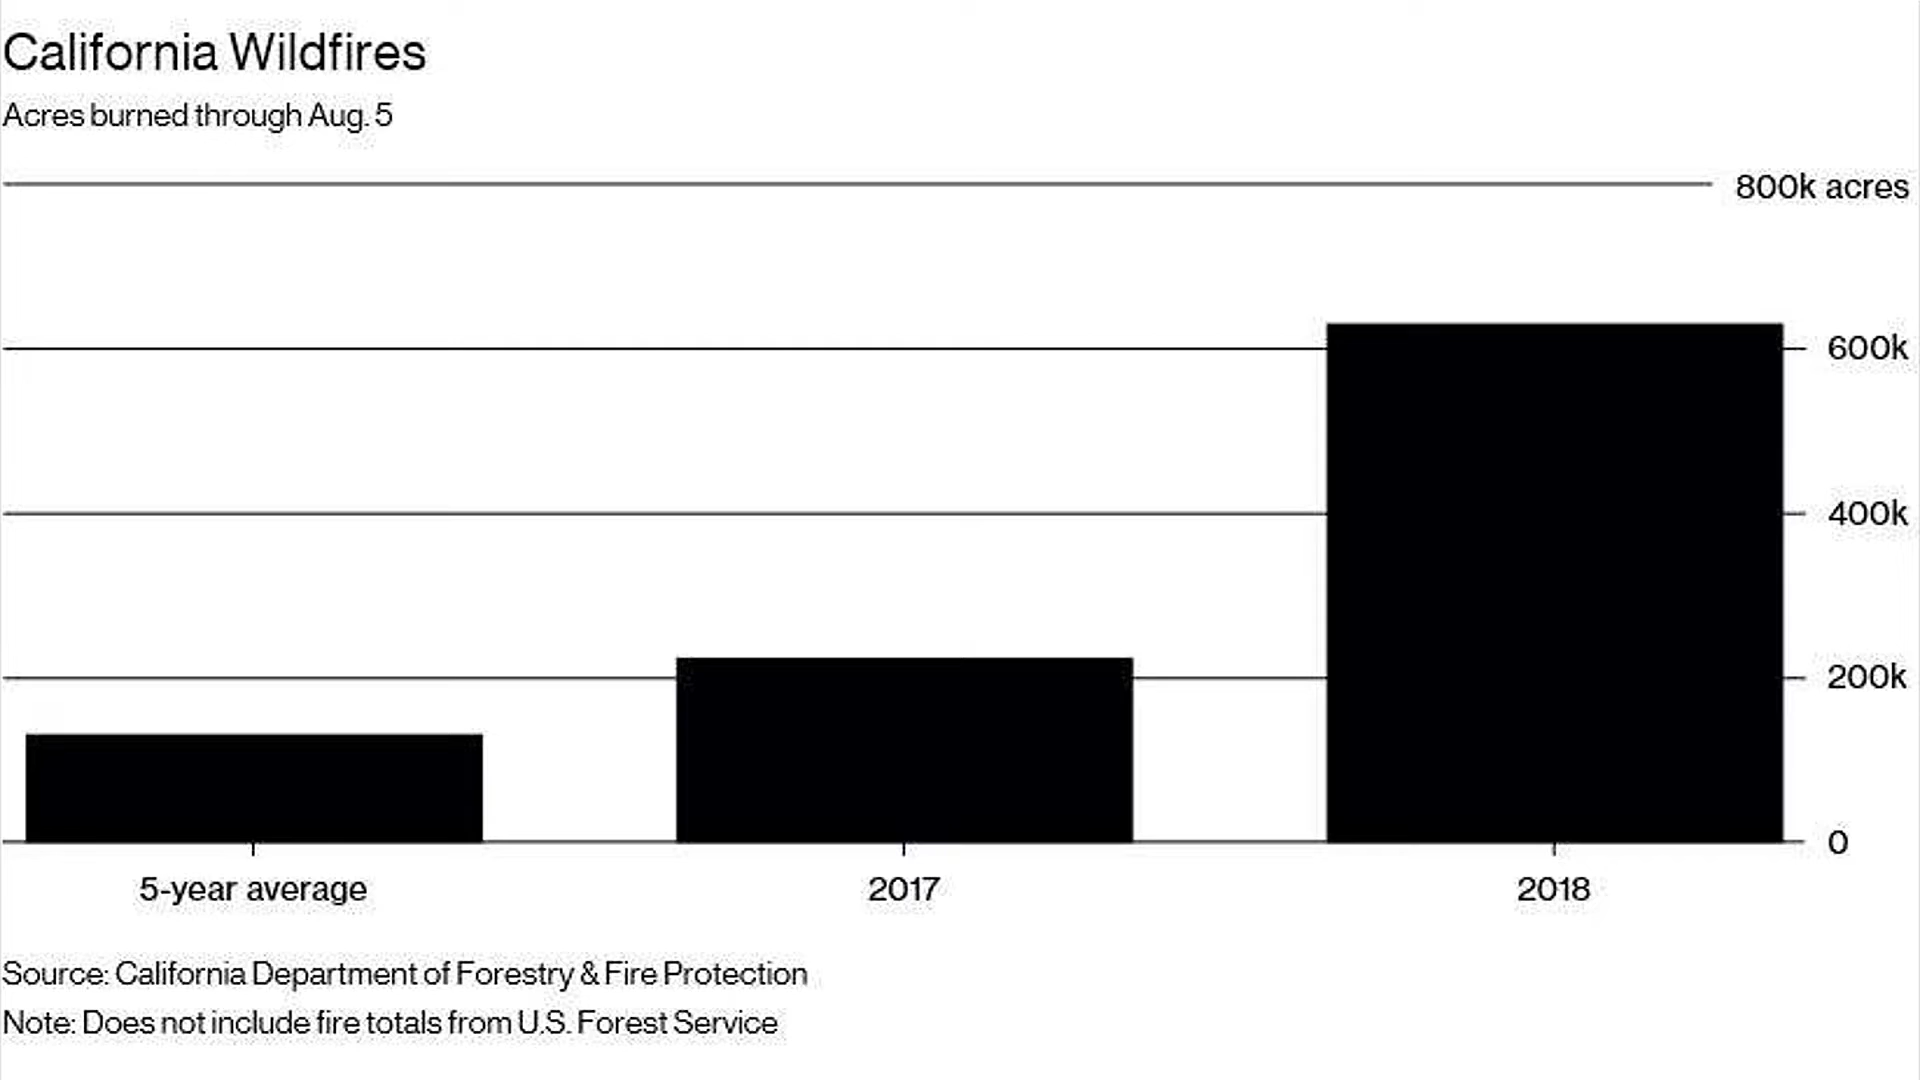 California Wildfires
Acres burned through Aug. 5
800k acres
600k
400k
200k
0
5-year average
2017
2018
Source: California Department of Forestry & Fire Protection
Note: Does not include fire totals from U.S. Forest Service